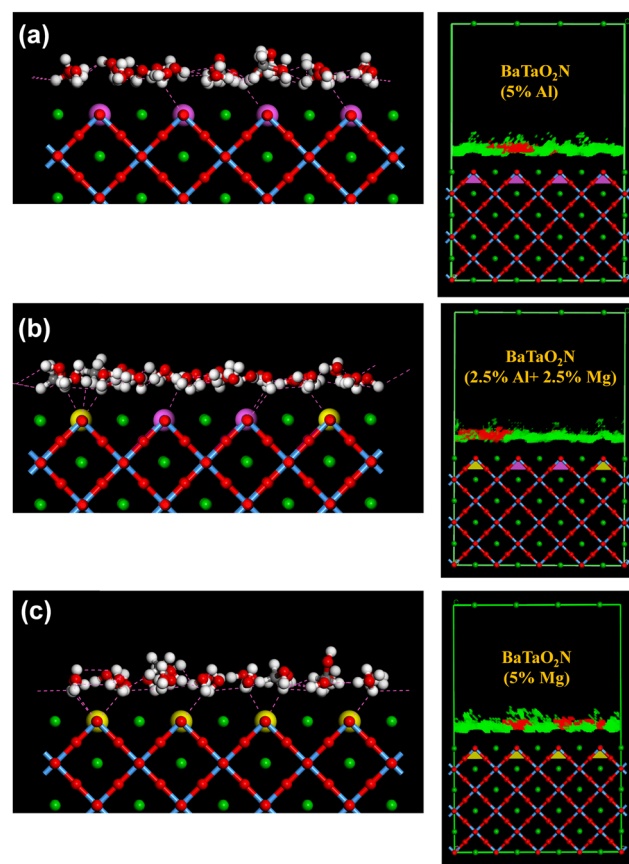 (a)
BaTaO₂N
(5% Al)
(b)
BaTaO₂N
(2.5% Al+ 2.5% Mg)
(c)
BaTaO₂N
(5% Mg)